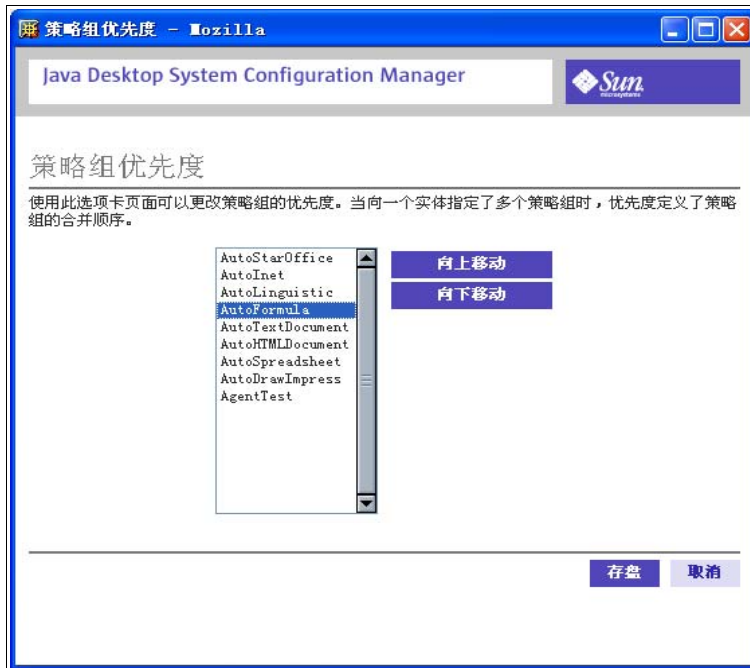 策略组优先度 - Mozilla
Java Desktop System Configuration Manager
Sun
microsystems
策略组优先度
使用此选项卡页面可以更改策略组的优先度。当向一个实体指定了多个策略组时，优先度定义了策略
组的合并顺序。
AutoStarOffice
AutoInet
AutoLinguistic
AutoFormula
AutoTextDocument
AutoHTMLDocument
AutoSpreadsheet
AutoDrawImpress
AgentTest
向上移动
向下移动
存盘
取消